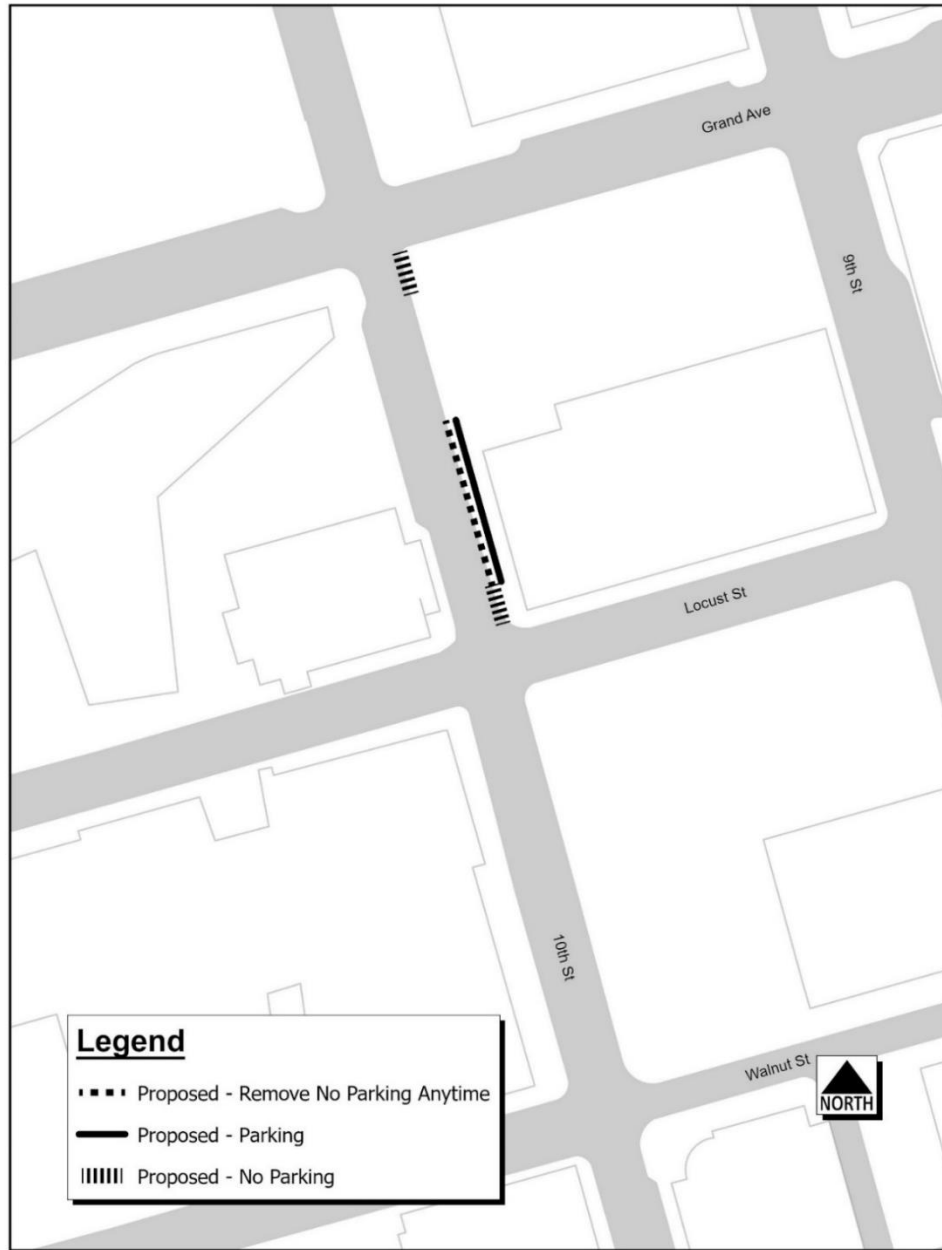 Grand Ave
9th St
Locust St
10th St
Walnut St
NORTH
Legend
Proposed - Remove No Parking Anytime
Proposed - Parking
Proposed - No Parking